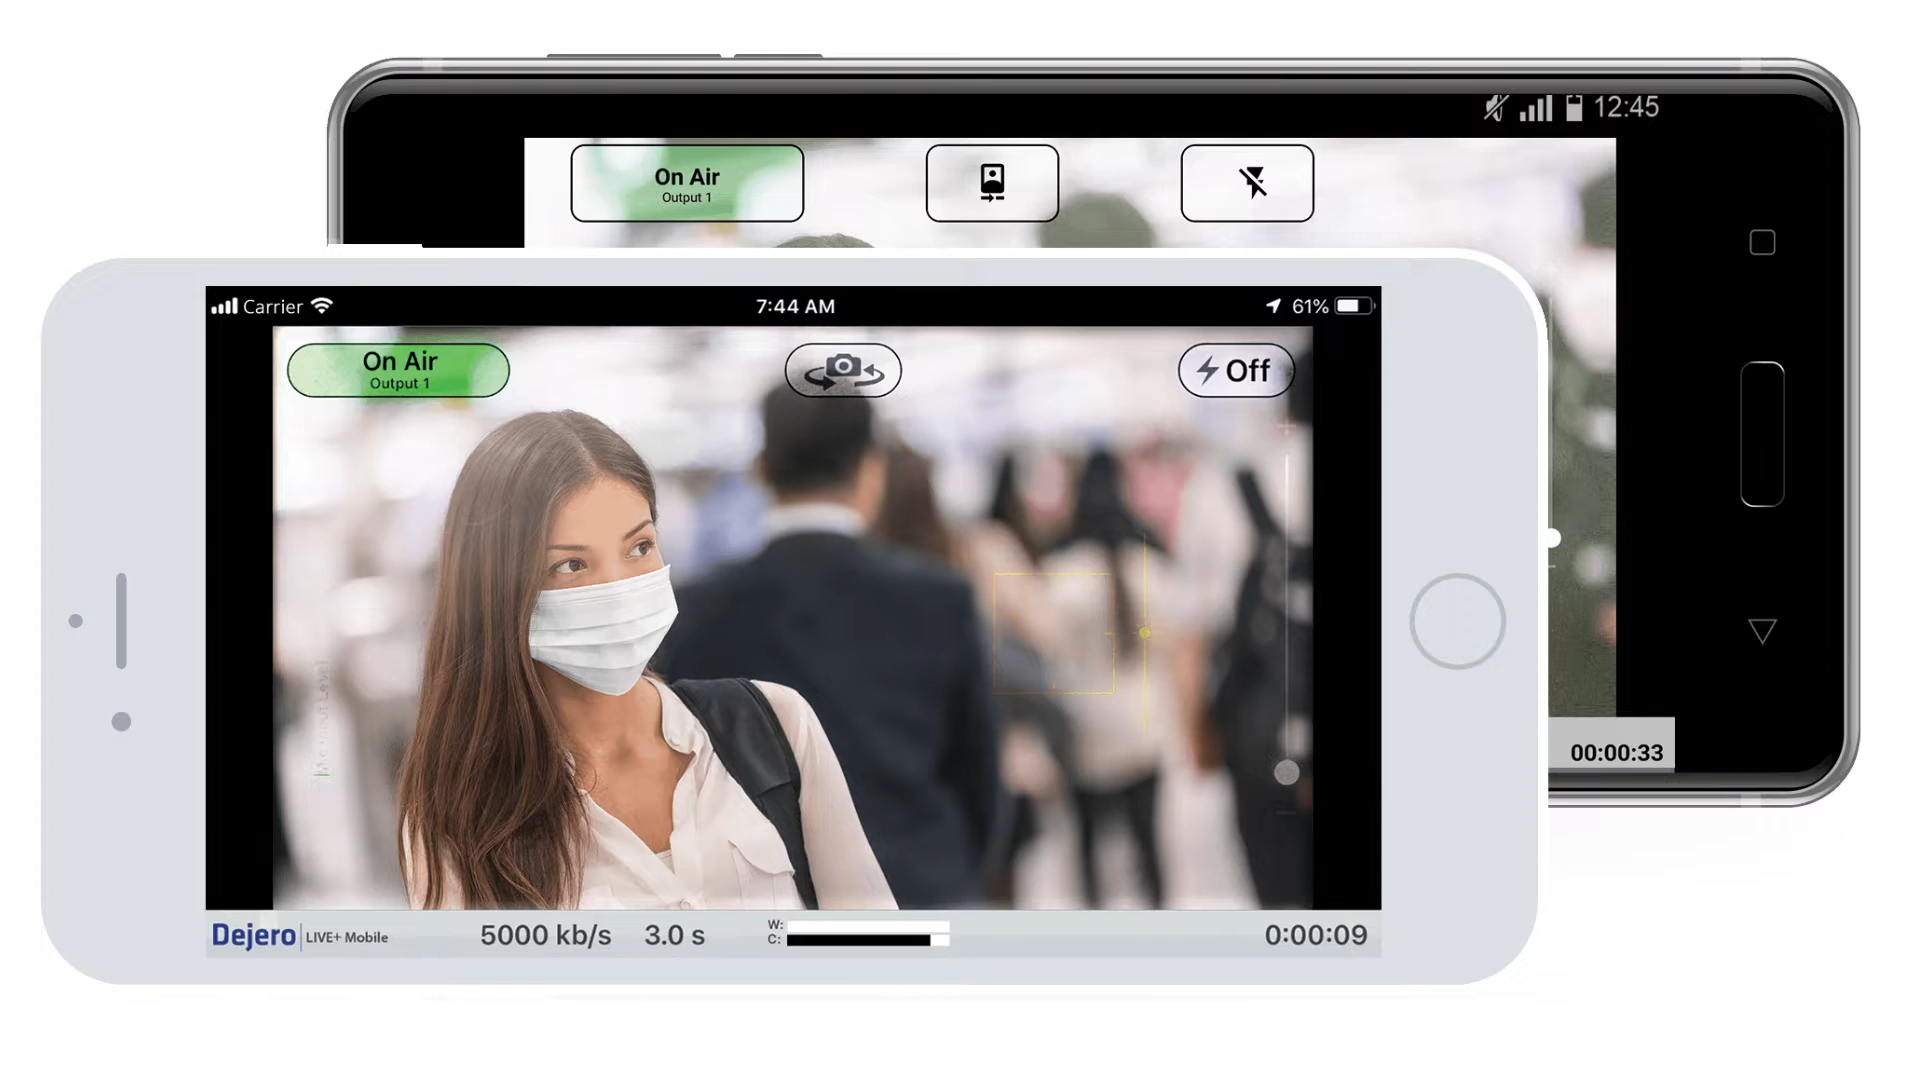 12:45
On Air
Output 1
Carrier
7:44 AM
61%
On Air
Output 1
Off
00:00:33
Dejero LIVE+ Mobile
5000 kb/s
3.0 s
W:
C:
0:00:09